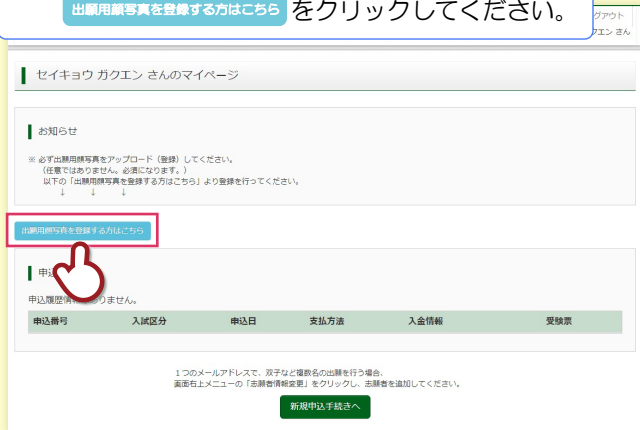 出願用顔写真を登録する方はこちら をクリックしてください。
グアウト
クエン さん
セイキョウ ガクエン さんのマイページ
お知らせ
※ 必ず出願用顔写真をアップロード（登録）してください。
（任意ではありません。必須になります。）
以下の「出願用顔写真を登録する方はこちら」より登録を行ってください。
↓ ↓ ↓
出願用顔写真を登録する方はこちら
申込
申込履歴情 りません。
申込番号 入試区分 申込日 支払方法 入金情報 受験票
１つのメールアドレスで、双子など複数名の出願を行う場合、
画面右上メニューの「志願者情報変更」をクリックし、志願者を追加してください。
新規申込手続きへ